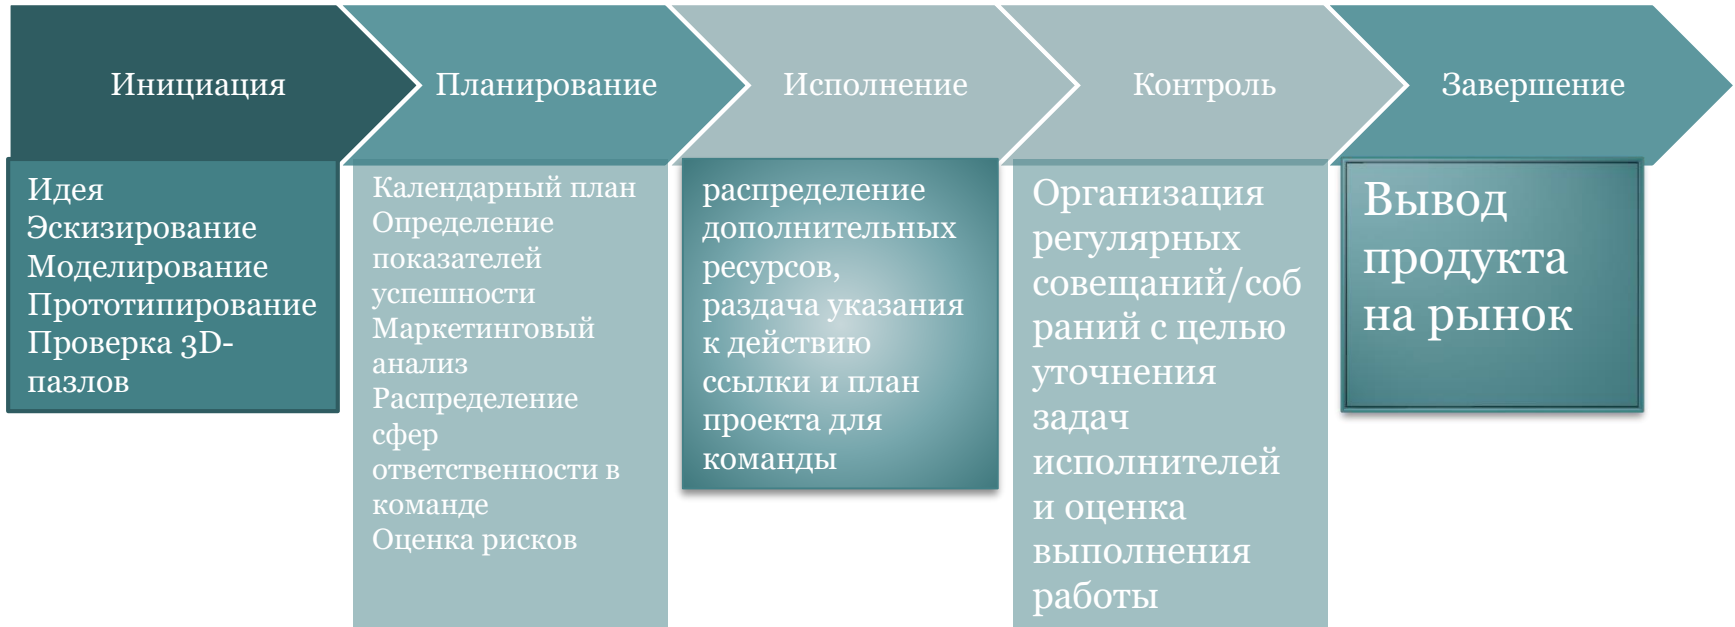 Инициация
Планирование
Исполнение
Контроль
Завершение
Идея
Эскизирование
Моделирование
Прототипирование
Проверка 3D-
пазлов
Календарный план
Определение
показателей
успешности
Маркетинговый
анализ
Распределение
сфер
ответственности в
команде
Оценка рисков
распределение
дополнительных
ресурсов,
раздача указания
к действию
ссылки и план
проекта для
команды
Организация
регулярных
совещаний/соб
раний с целью
уточнения
задач
исполнителей
и оценка
выполнения
работы
Вывод
продукта
на рынок